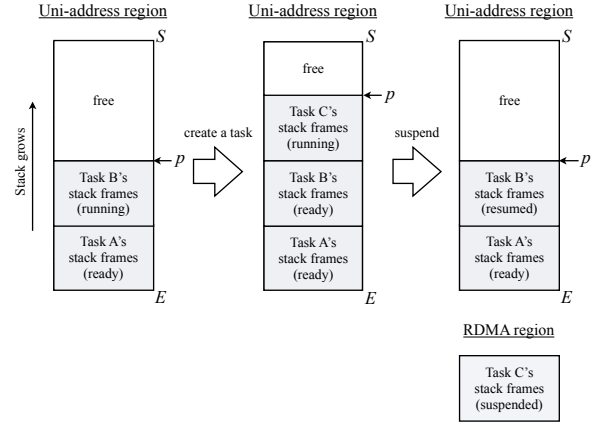 Uni-address region
S
free
p
Task B's
stack frames
(running)
Task A's
stack frames
(ready)
E
Stack grows
create a task
Uni-address region
S
free
p
Task C's
stack frames
(running)
Task B's
stack frames
(ready)
Task A's
stack frames
(ready)
E
suspend
Uni-address region
S
free
p
Task B's
stack frames
(resumed)
Task A's
stack frames
(ready)
E
RDMA region
Task C's
stack frames
(suspended)